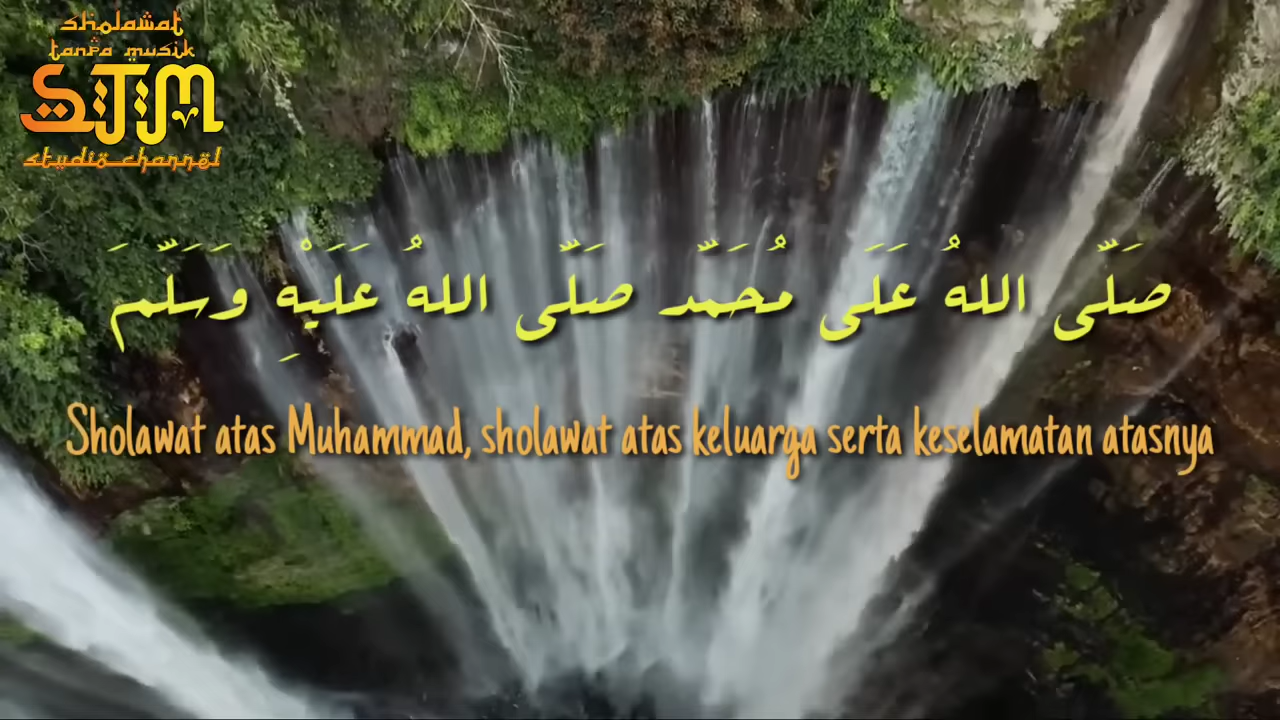 sholawat
tanpa musik
STM
studio channel
صَلَّى اللهُ عَلَى مُحَمَّد صَلَّى اللهُ عَلَيْهِ وَسَلَّمَ
Sholawat atas Muhammad, sholawat atas keluarga serta keselamatan atasnya